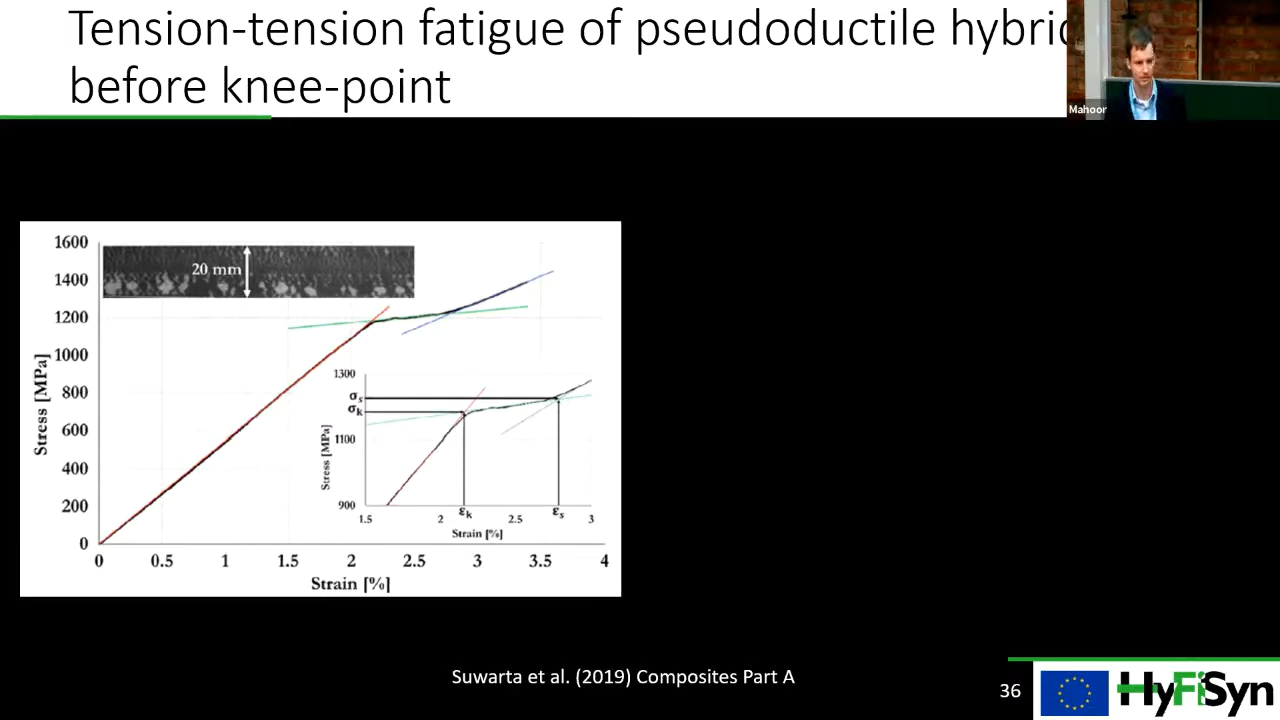 Tension-tension fatigue of pseudoductile hybric
before knee-point
Mahoor
1600
1400
1200
1000
800
600
400
200
0
Stress [MPa]
20 mm
0 0.5 1 1.5 2 2.5 3 3.5 4
Strain [%]
1300
1100
900
Stress [MPa]
σs
σk
εk εs
1.5 2 2.5 3
Strain [%]
Suwarta et al. (2019) Composites Part A
36
HyFiSyn